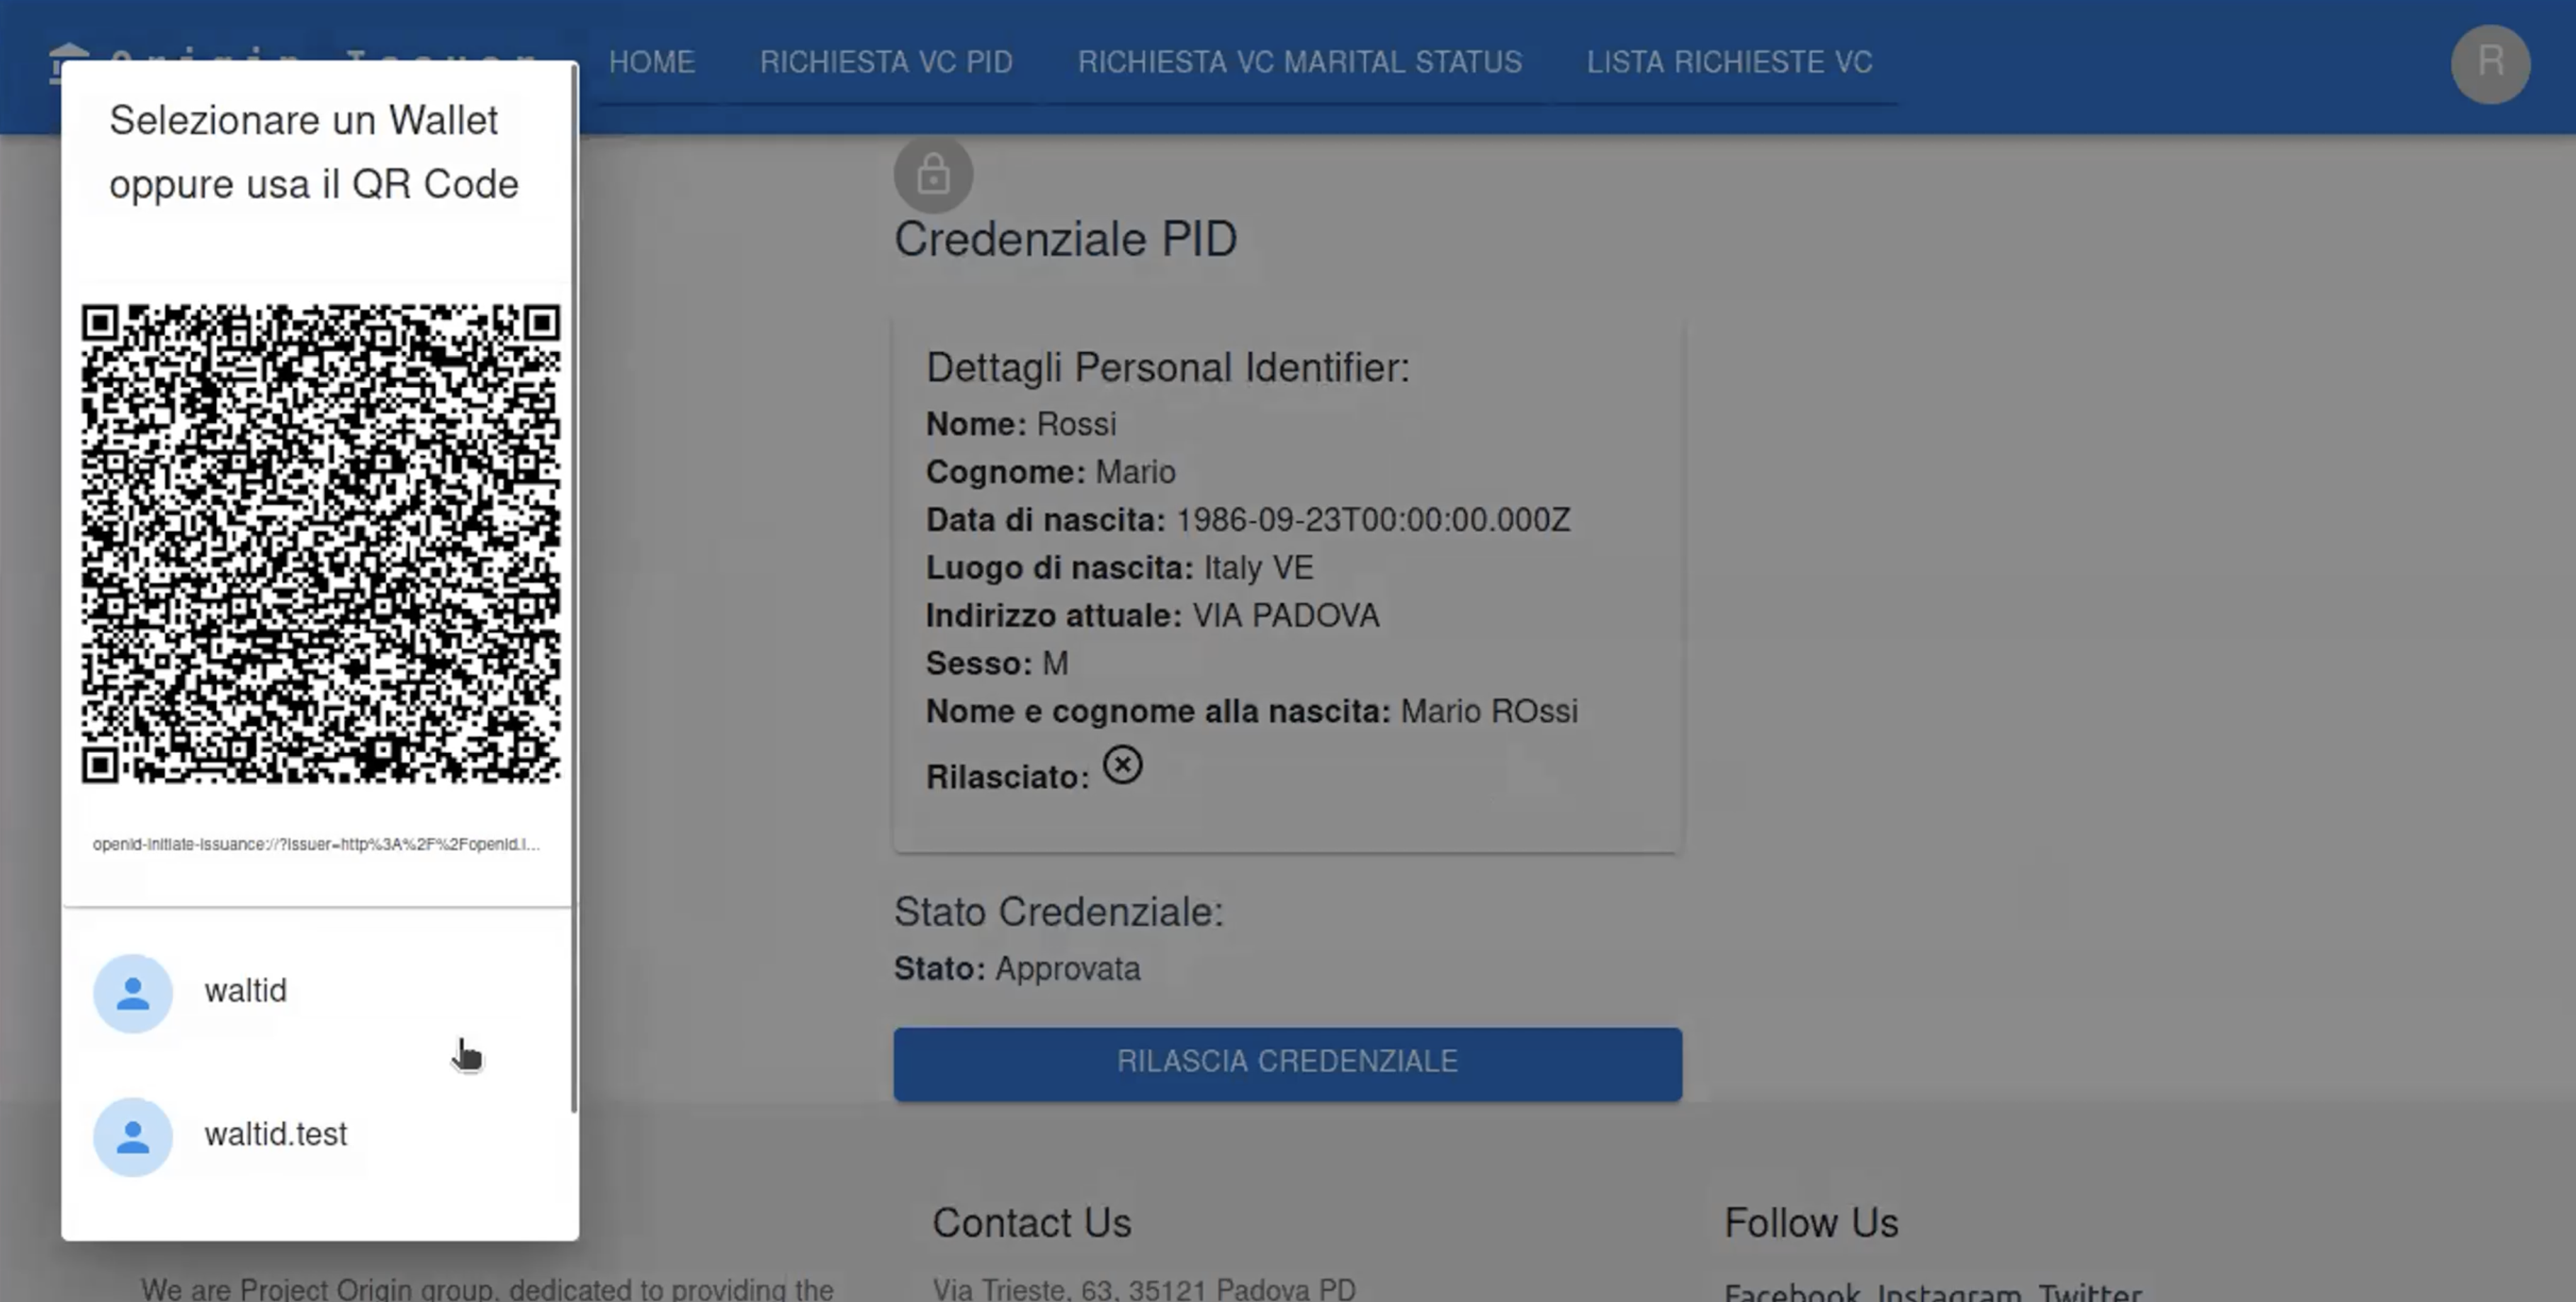 Origin Issuer
HOME
RICHIESTA VC PID
RICHIESTA VC MARITAL STATUS
LISTA RICHIESTE VC
R
Selezionare un Wallet
oppure usa il QR Code
openid-initiate-issuance://?issuer=http%3A%2F%2Fopenid.i...
waltid
waltid.test
Credenziale PID
Dettagli Personal Identifier:
Nome: Rossi
Cognome: Mario
Data di nascita: 1986-09-23T00:00:00.000Z
Luogo di nascita: Italy VE
Indirizzo attuale: VIA PADOVA
Sesso: M
Nome e cognome alla nascita: Mario ROssi
Rilasciato:
Stato Credenziale:
Stato: Approvata
RILASCIA CREDENZIALE
We are Project Origin group, dedicated to providing the
Contact Us
Via Trieste, 63, 35121 Padova PD
Follow Us
Facebook Instagram Twitter